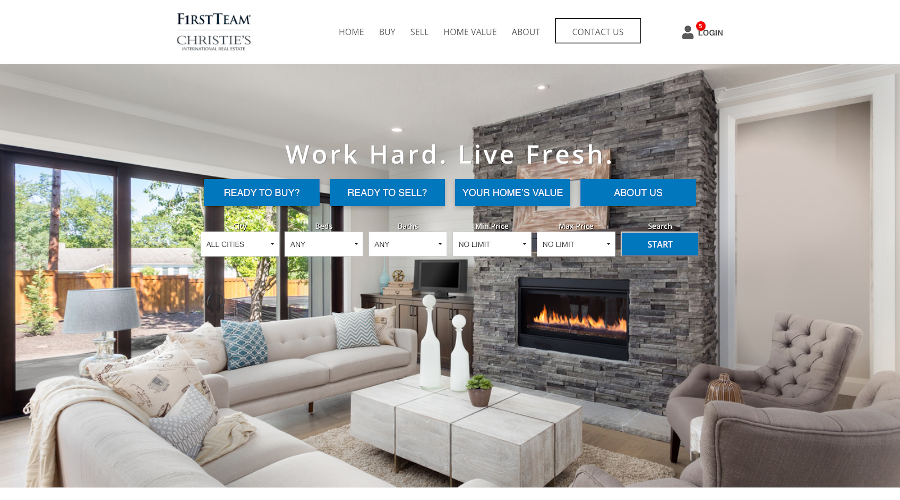 FIRSTTEAM®
CHRISTIE'S
INTERNATIONAL REAL ESTATE
HOME BUY SELL HOME VALUE ABOUT CONTACT US
5
LOGIN
Work Hard. Live Fresh.
READY TO BUY? READY TO SELL? YOUR HOME'S VALUE ABOUT US
City Beds Baths Min Price Max Price Search
ALL CITIES ANY ANY NO LIMIT NO LIMIT START